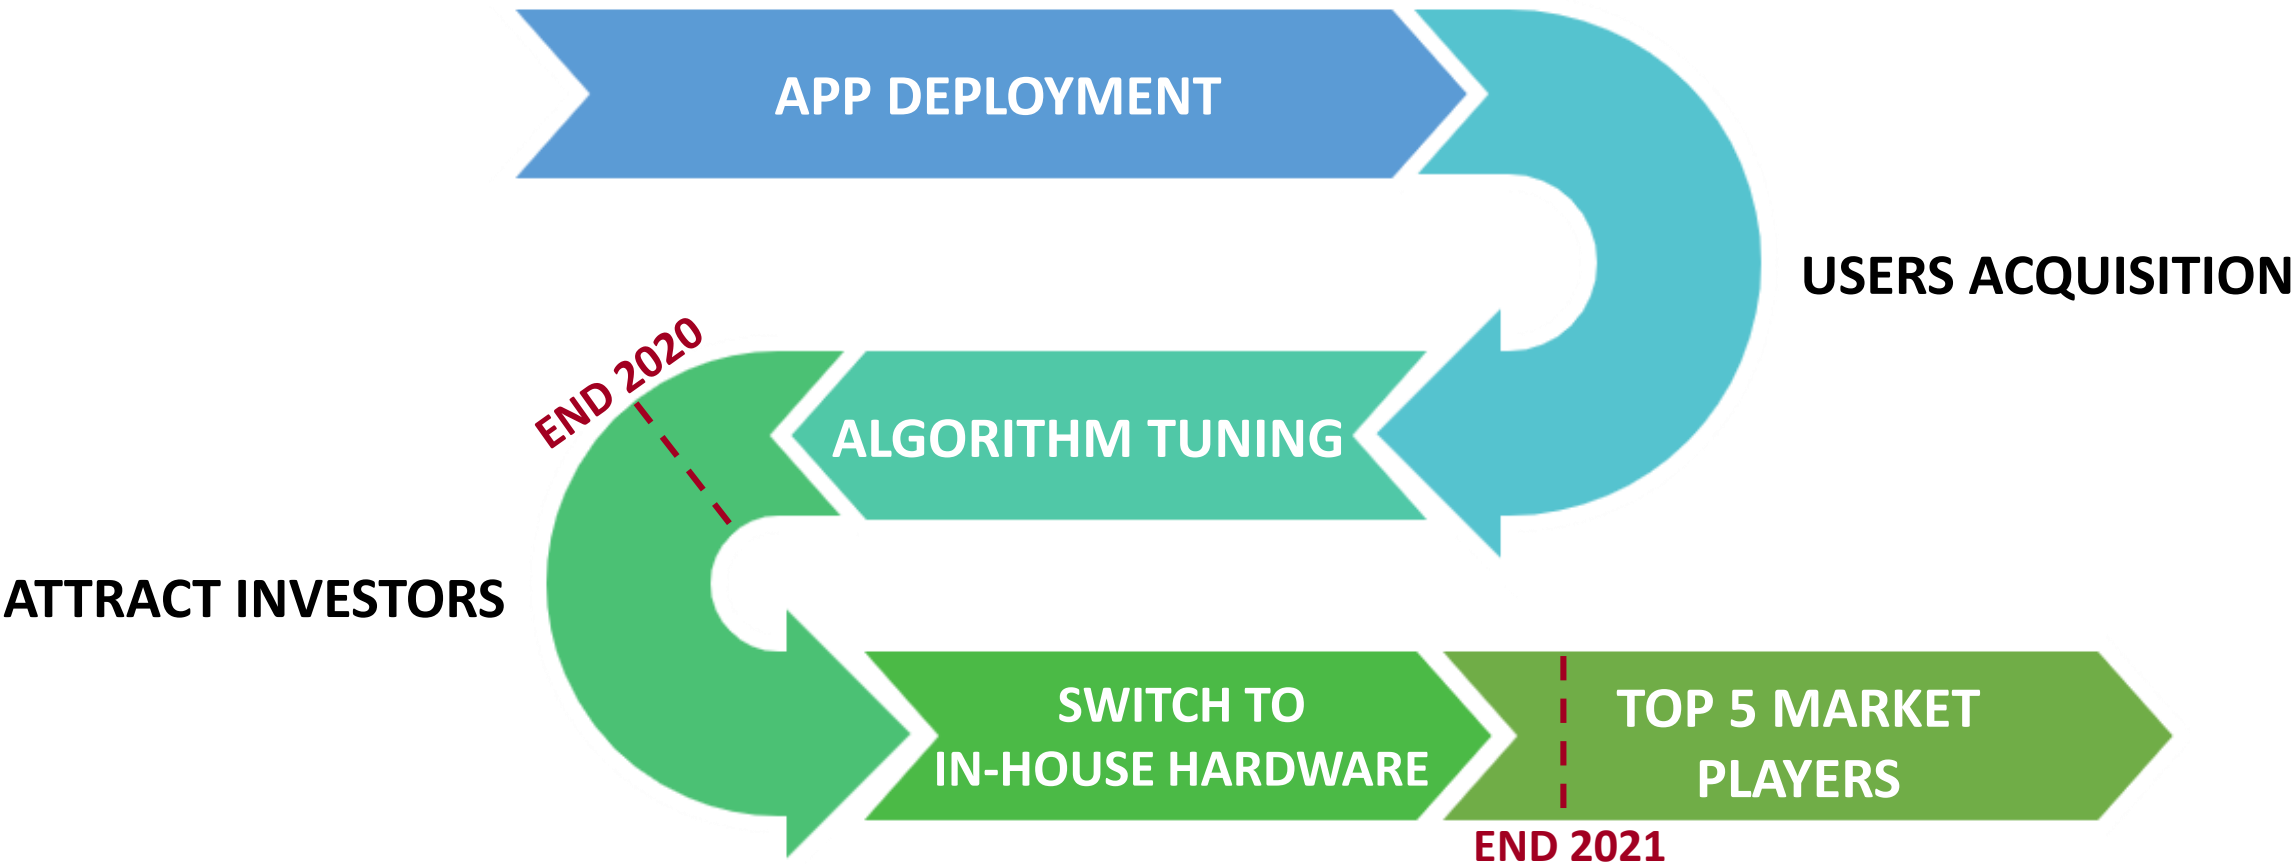 APP DEPLOYMENT
USERS ACQUISITION
END 2020
ALGORITHM TUNING
ATTRACT INVESTORS
SWITCH TO
IN-HOUSE HARDWARE
TOP 5 MARKET
PLAYERS
END 2021